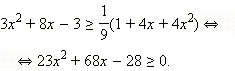 3x² + 8x − 3 ≥ 1/9(1 + 4x + 4x²) ⇔
⇔ 23x² + 68x − 28 ≥ 0.